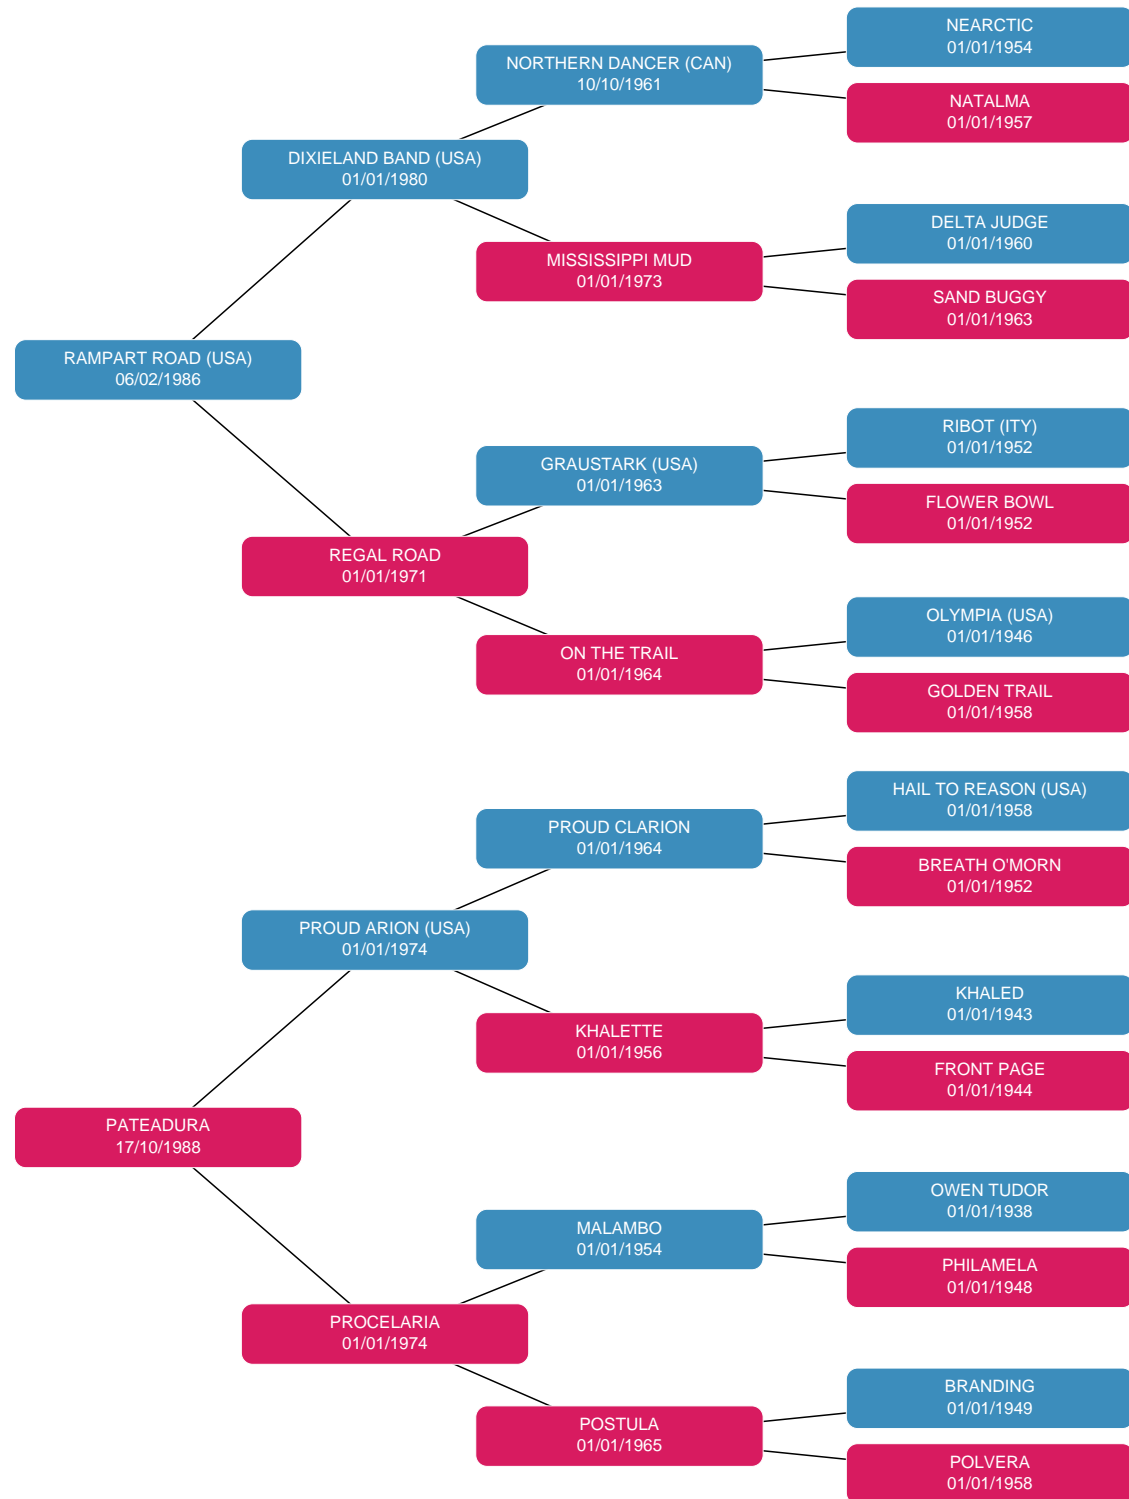 NEARCTIC
01/01/1954
NORTHERN DANCER (CAN)
10/10/1961
NATALMA
01/01/1957
DIXIELAND BAND (USA)
01/01/1980
DELTA JUDGE
01/01/1960
MISSISSIPPI MUD
01/01/1973
SAND BUGGY
01/01/1963
RAMPART ROAD (USA)
06/02/1986
RIBOT (ITY)
01/01/1952
GRAUSTARK (USA)
01/01/1963
FLOWER BOWL
01/01/1952
REGAL ROAD
01/01/1971
OLYMPIA (USA)
01/01/1946
ON THE TRAIL
01/01/1964
GOLDEN TRAIL
01/01/1958
HAIL TO REASON (USA)
01/01/1958
PROUD CLARION
01/01/1964
BREATH O'MORN
01/01/1952
PROUD ARION (USA)
01/01/1974
KHALED
01/01/1943
KHALETTE
01/01/1956
FRONT PAGE
01/01/1944
PATEADURA
17/10/1988
OWEN TUDOR
01/01/1938
MALAMBO
01/01/1954
PHILAMELA
01/01/1948
PROCELARIA
01/01/1974
BRANDING
01/01/1949
POSTULA
01/01/1965
POLVERA
01/01/1958